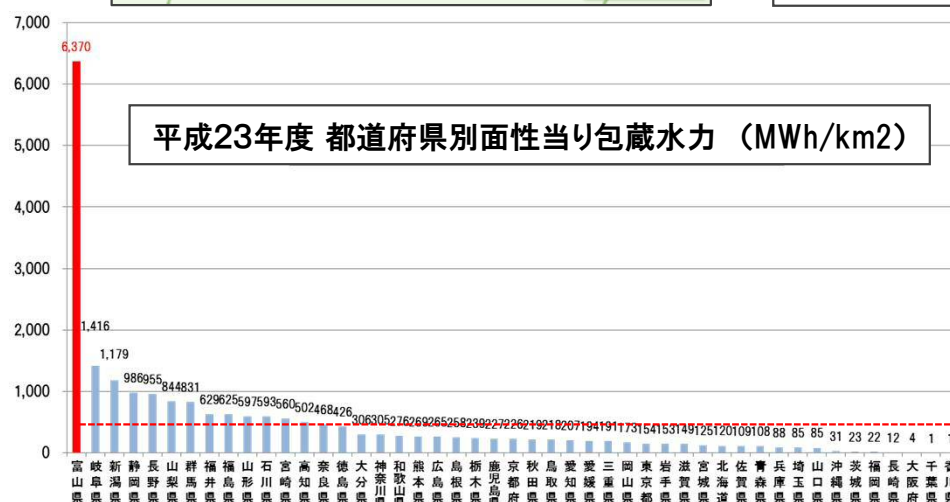 7,000
6,000
5,000
4,000
3,000
2,000
1,000
0
平成23年度 都道府県別面性当り包蔵水力 （MWh/km2）
6,370
1,416
1,179
986
955
844
831
629
625
597
593
560
502
468
426
306
305
276
269
265
258
239
227
226
219
218
207
194
191
173
154
153
149
125
120
109
108
88
85
85
31
23
22
12
4
1
富山県
岐阜県
新潟県
静岡県
長野県
山梨県
群馬県
福井県
福島県
山形県
石川県
宮崎県
高知県
奈良県
徳島県
大分県
神奈川
和歌山県
熊本県
広島県
島根県
栃木県
鹿児島県
京都府
秋田県
鳥取県
愛知県
愛媛県
三重県
岡山県
東京都
岩手県
滋賀県
宮城県
北海道
佐賀県
青森県
兵庫県
埼玉県
山口県
沖縄県
茨城県
福岡県
長崎県
大阪府
千葉県